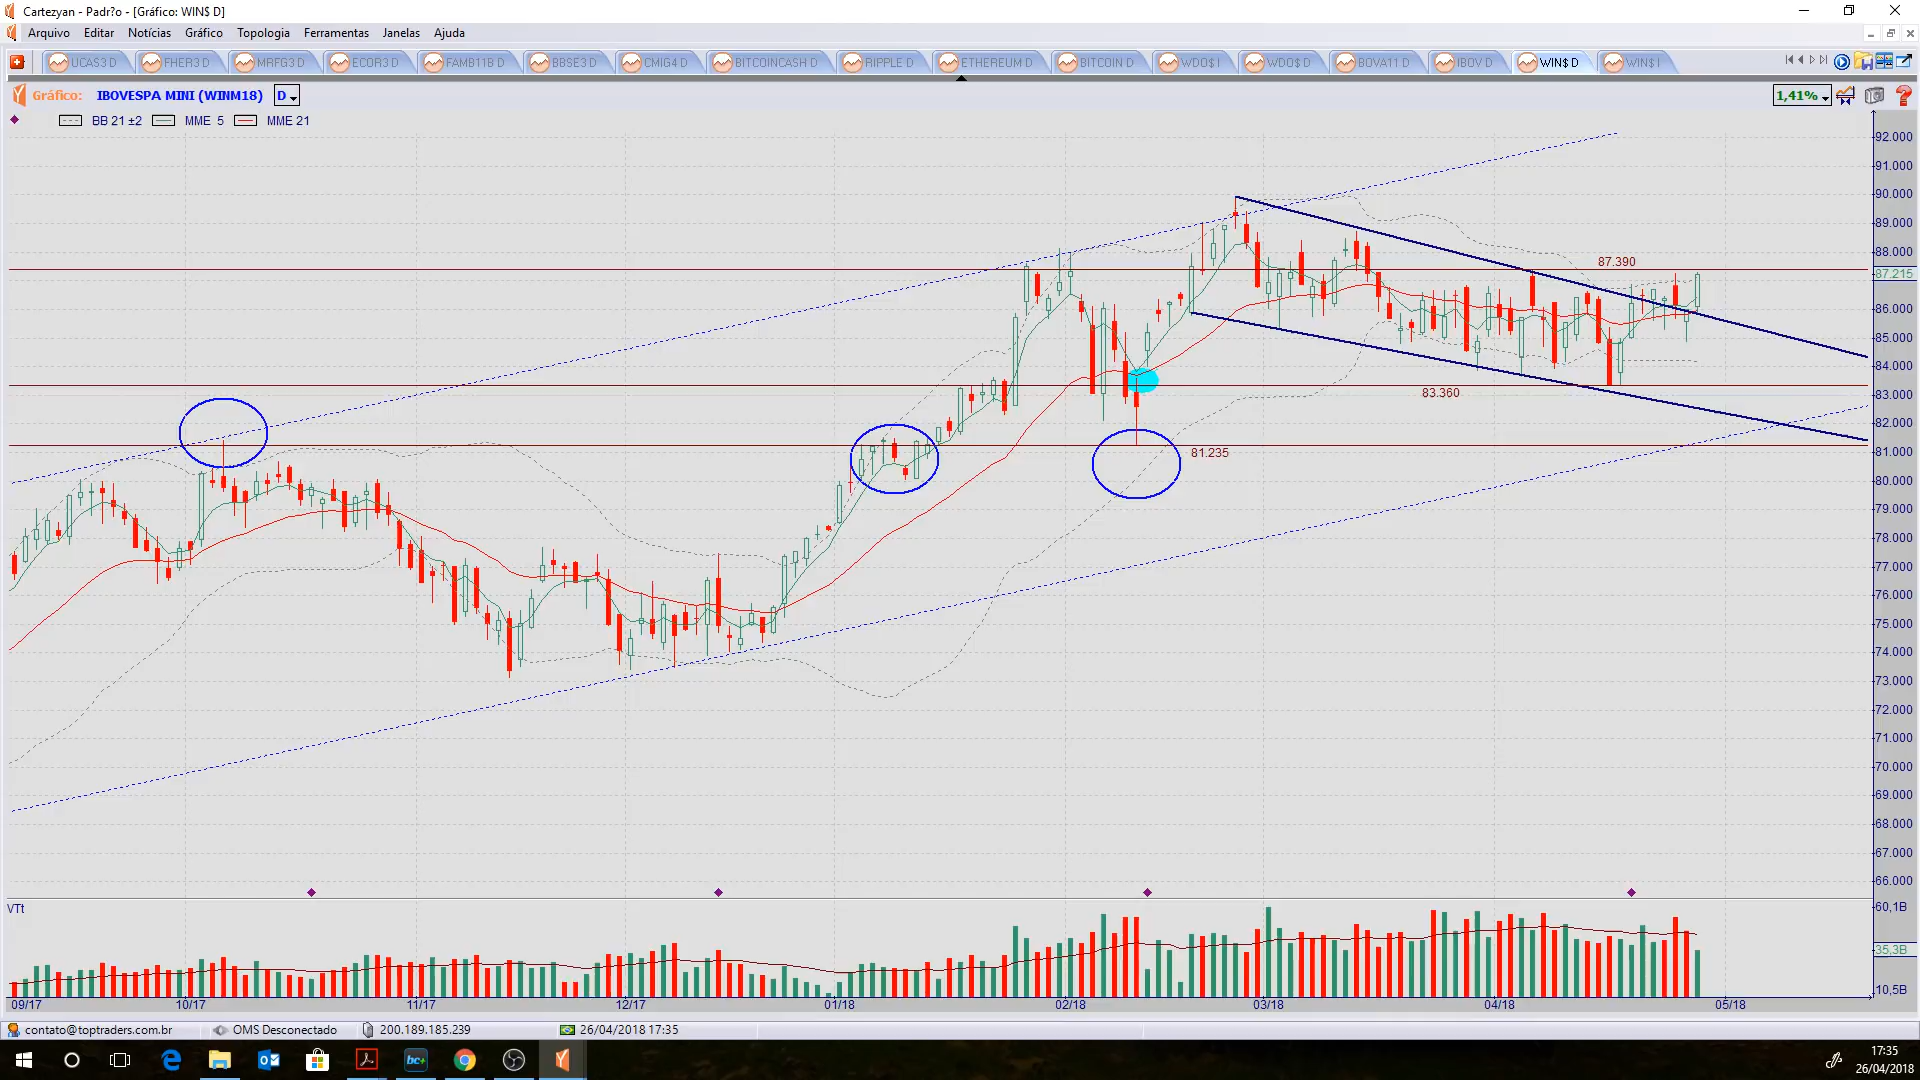 Cartezyan - Padr?o - [Gráfico: WIN$ D]
Arquivo Editar Notícias Gráfico Topologia Ferramentas Janelas Ajuda
UCAS3 D FHER3 D MRFG3 D ECOR3 D FAMB11B D BBSE3 D CMIG4 D BITCOINCASH D RIPPLE D ETHEREUM D BITCOIN D WDO$ I WDO$ D BOVA11 D IBOV D WIN$ D WIN$ I
Gráfico: IBOVESPA MINI (WINM18) D 1,41%
BB 21 ±2 MME 5 MME 21
92.000
91.000
90.000
89.000
88.000
87.390
87.215
86.000
85.000
84.000
83.360
83.000
82.000
81.235
81.000
80.000
79.000
78.000
77.000
76.000
75.000
74.000
73.000
72.000
71.000
70.000
69.000
68.000
67.000
66.000
VTt
60,1B
35,3B
10,5B
09/17 10/17 11/17 12/17 01/18 02/18 03/18 04/18 05/18
contato@toptraders.com.br OMS Desconectado 200.189.185.239 26/04/2018 17:35
bc+
17:35
26/04/2018